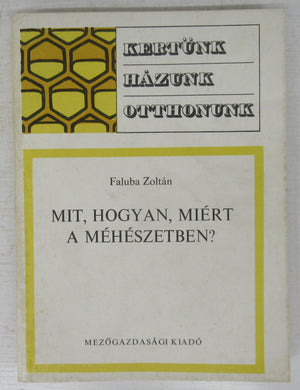 KERTÜNK
HÁZUNK
OTTHONUNK
Faluba Zoltán
MIT, HOGYAN, MIÉRT
A MÉHÉSZETBEN?
MEZŐGAZDASÁGI KIADÓ